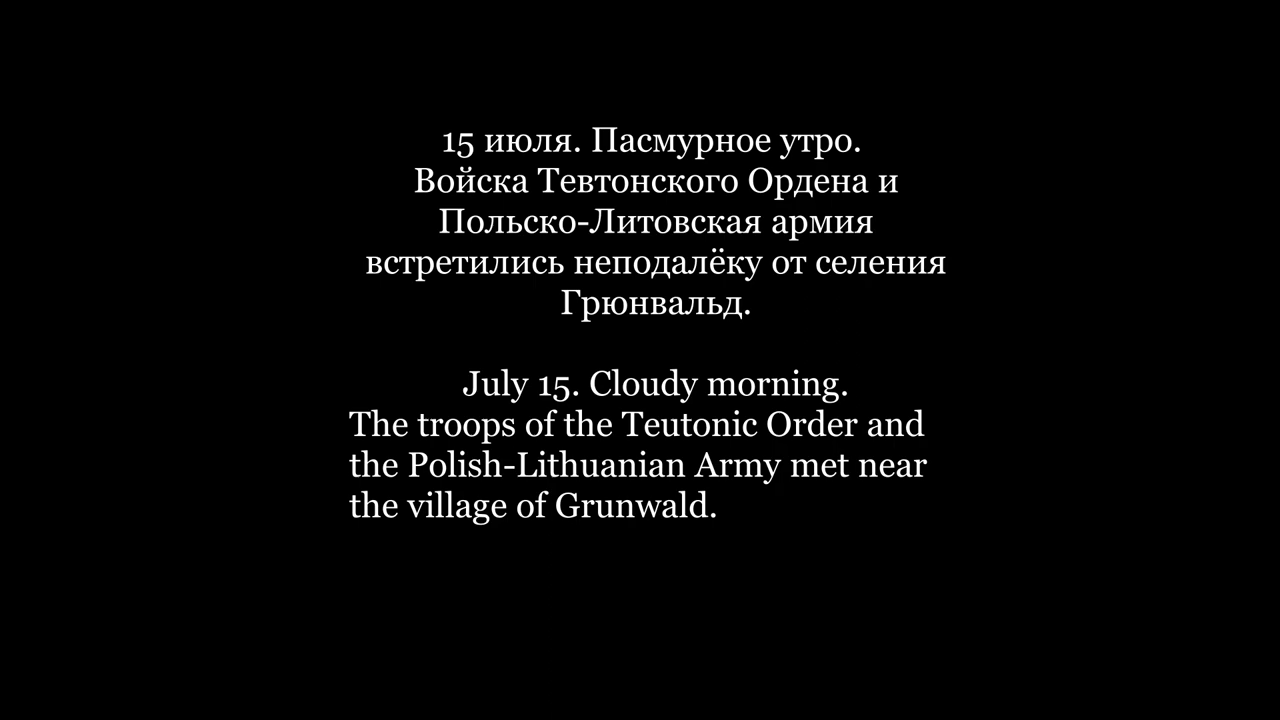 15 июля. Пасмурное утро.
Войска Тевтонского Ордена и
Польско-Литовская армия
встретились неподалёку от селения
Грюнвальд.
July 15. Cloudy morning.
The troops of the Teutonic Order and
the Polish-Lithuanian Army met near
the village of Grunwald.